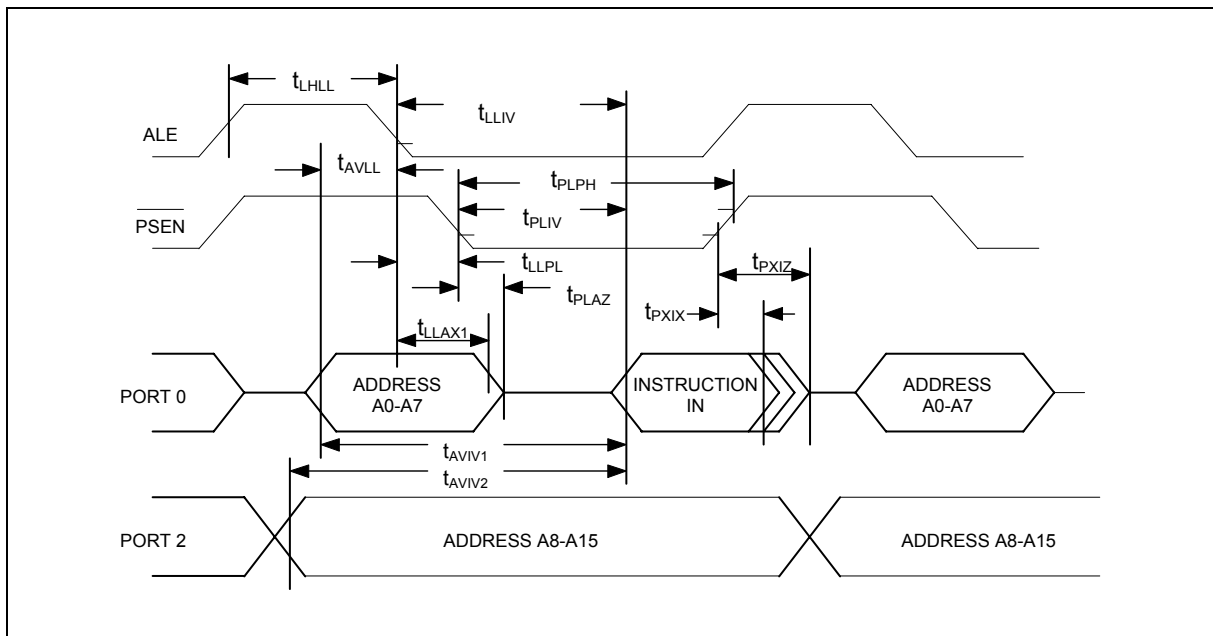 tLHLL
tLLIV
ALE
tAVLL
tPLPH
PSEN
tPLIV
tLLPL
tPXIZ
tPLAZ
tPXIX
tLLAX1
PORT 0
ADDRESS
A0-A7
INSTRUCTION
IN
ADDRESS
A0-A7
tAVIV1
tAVIV2
PORT 2
ADDRESS A8-A15
ADDRESS A8-A15